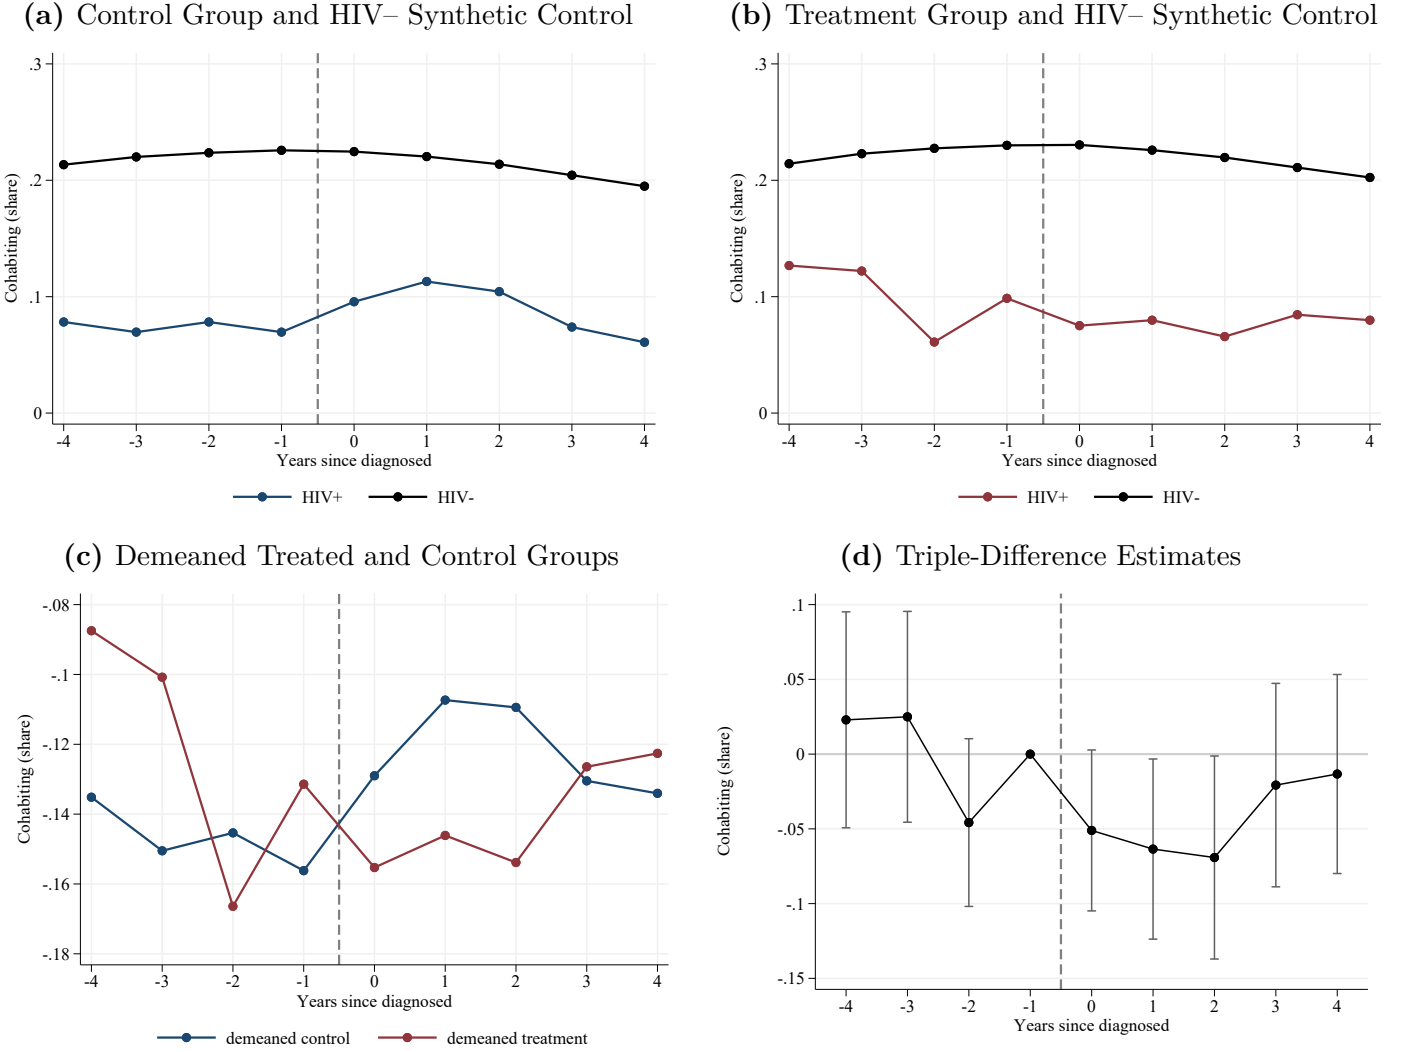 (a) Control Group and HIV– Synthetic Control
.3
.2
.1
0
Cohabiting (share)
-4 -3 -2 -1 0 1 2 3 4
Years since diagnosed
HIV+ HIV-
(b) Treatment Group and HIV– Synthetic Control
.3
.2
.1
0
Cohabiting (share)
-4 -3 -2 -1 0 1 2 3 4
Years since diagnosed
HIV+ HIV-
(c) Demeaned Treated and Control Groups
-.08
-.1
-.12
-.14
-.16
-.18
Cohabiting (share)
-4 -3 -2 -1 0 1 2 3 4
Years since diagnosed
demeaned control demeaned treatment
(d) Triple-Difference Estimates
.1
.05
0
-.05
-.1
-.15
Cohabiting (share)
-4 -3 -2 -1 0 1 2 3 4
Years since diagnosed